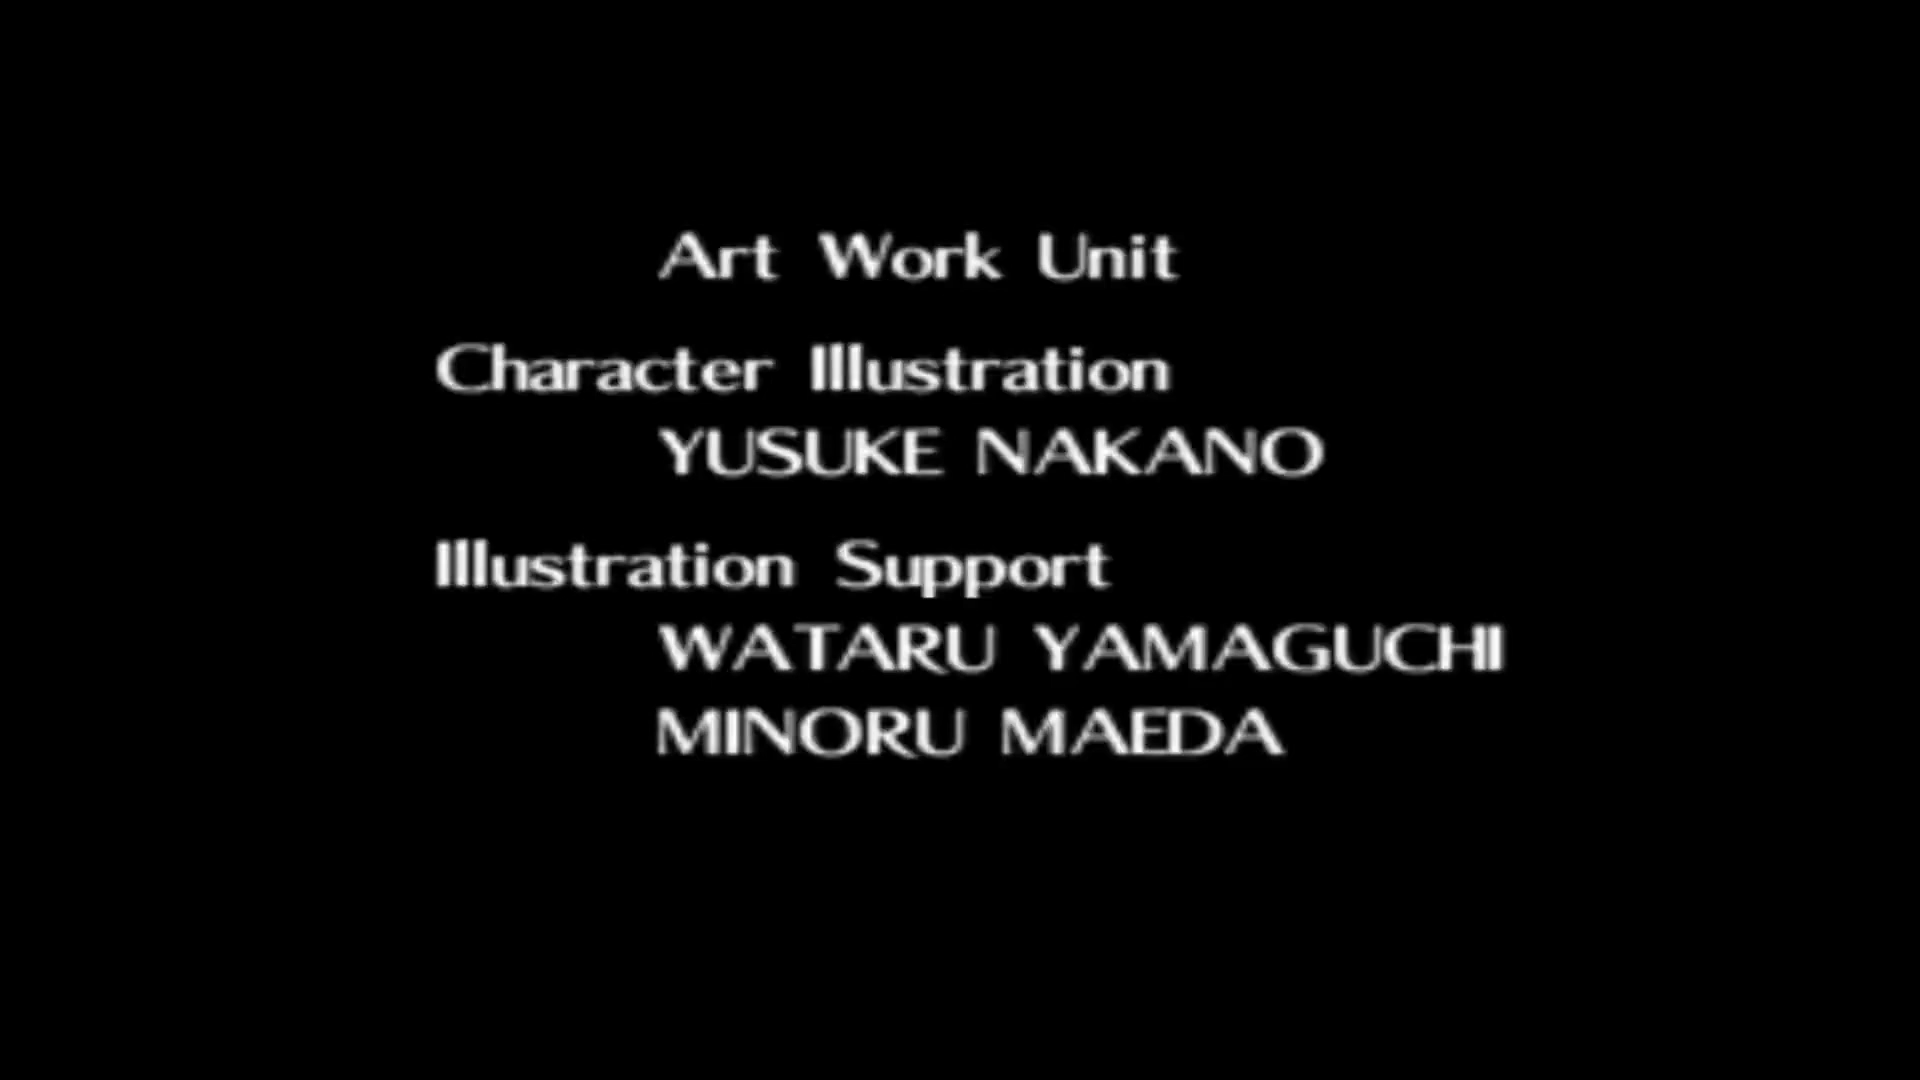 Art Work Unit
Character Illustration
YUSUKE NAKANO
Illustration Support
WATARU YAMAGUCHI
MINORU MAEDA